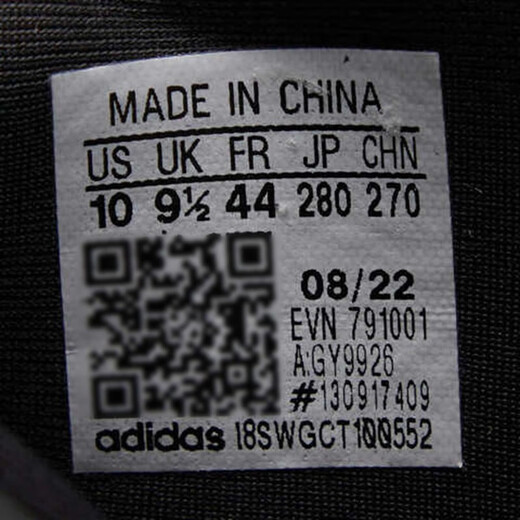 MADE IN CHINA
US UK FR JP CHN
10 9½ 44 280 270
08/22
EVN 791001
A:GY9926
#130917409
adidas I8SWGCT100552